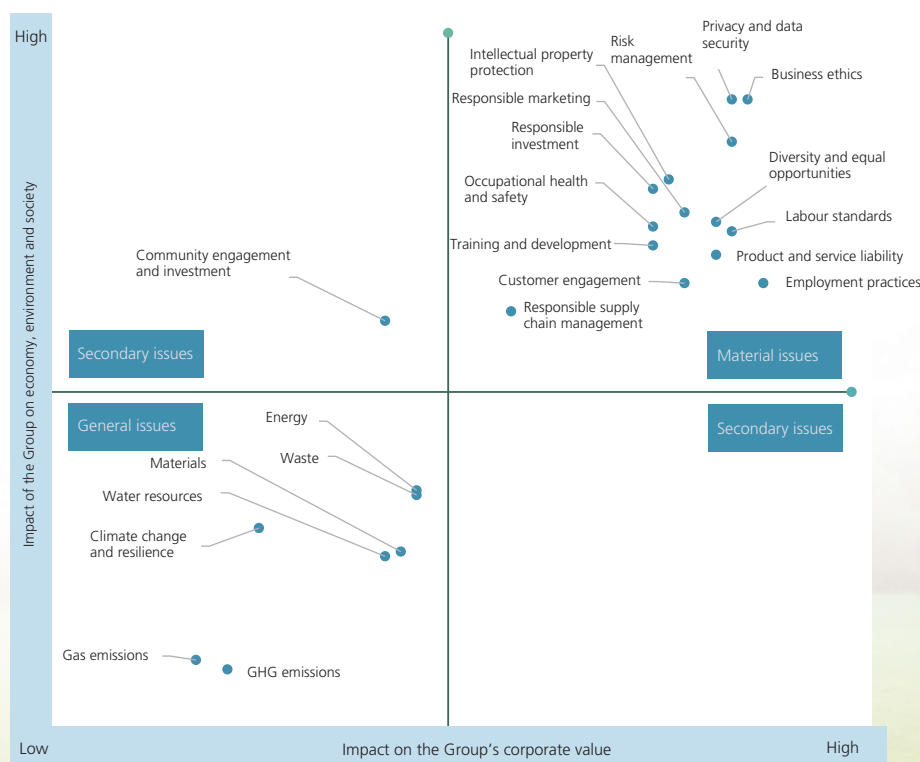 High
Impact of the Group on economy, environment and society
Low
Impact on the Group's corporate value
High
Privacy and data
security
Risk
management
Intellectual property
protection
Business ethics
Responsible marketing
Responsible
investment
Diversity and equal
opportunities
Occupational health
and safety
Labour standards
Training and development
Product and service liability
Customer engagement
Employment practices
Responsible supply
chain management
Community engagement
and investment
Secondary issues
Material issues
General issues
Secondary issues
Energy
Waste
Materials
Water resources
Climate change
and resilience
Gas emissions
GHG emissions